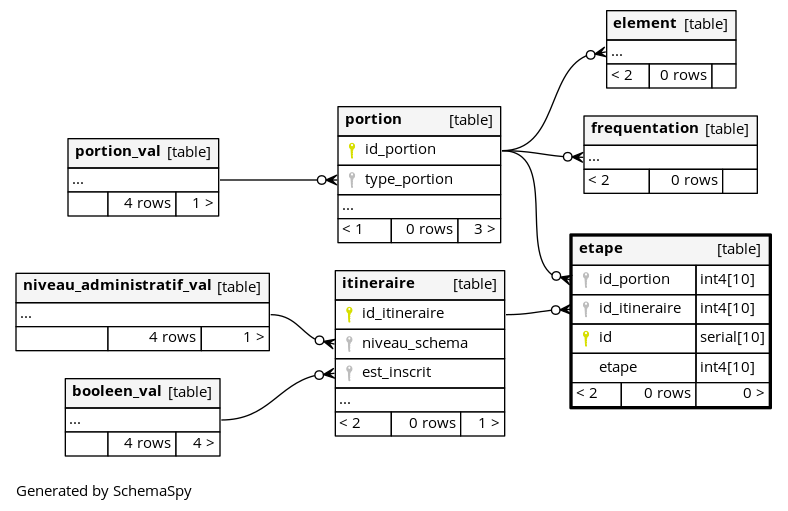 element [table]
...
< 2 0 rows
portion [table]
id_portion
type_portion
...
< 1 0 rows 3 >
frequentation [table]
...
< 2 0 rows
portion_val [table]
...
4 rows 1 >
etape [table]
id_portion int4[10]
id_itineraire int4[10]
id serial[10]
etape int4[10]
< 2 0 rows 0 >
niveau_administratif_val [table]
...
4 rows 1 >
itineraire [table]
id_itineraire
niveau_schema
est_inscrit
...
< 2 0 rows 1 >
booleen_val [table]
...
4 rows 4 >
Generated by SchemaSpy